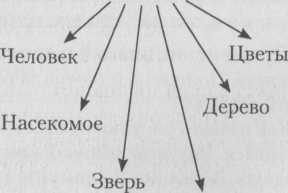 Человек
Цветы
Насекомое
Дерево
Зверь